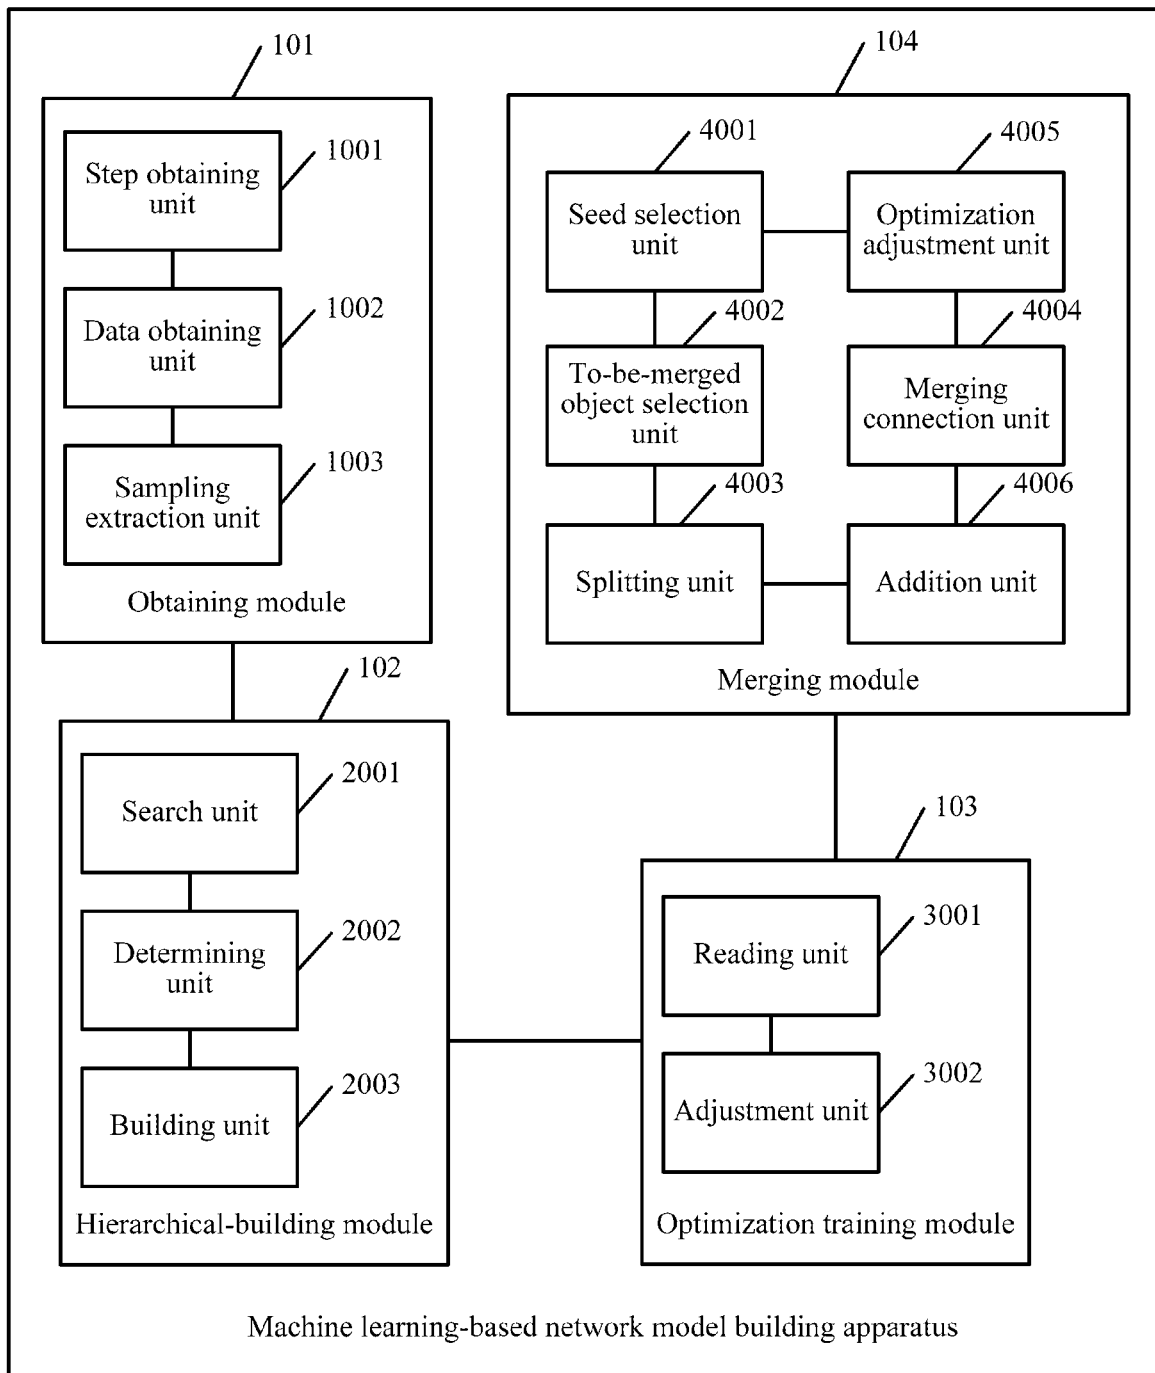 101
1001
Step obtaining
unit
1002
Data obtaining
unit
1003
Sampling
extraction unit
Obtaining module
104
4001
Seed selection
unit
4005
Optimization
adjustment unit
4002
To-be-merged
object selection
unit
4004
Merging
connection unit
4003
Splitting unit
4006
Addition unit
Merging module
102
2001
Search unit
2002
Determining
unit
2003
Building unit
Hierarchical-building module
103
3001
Reading unit
3002
Adjustment unit
Optimization training module
Machine learning-based network model building apparatus